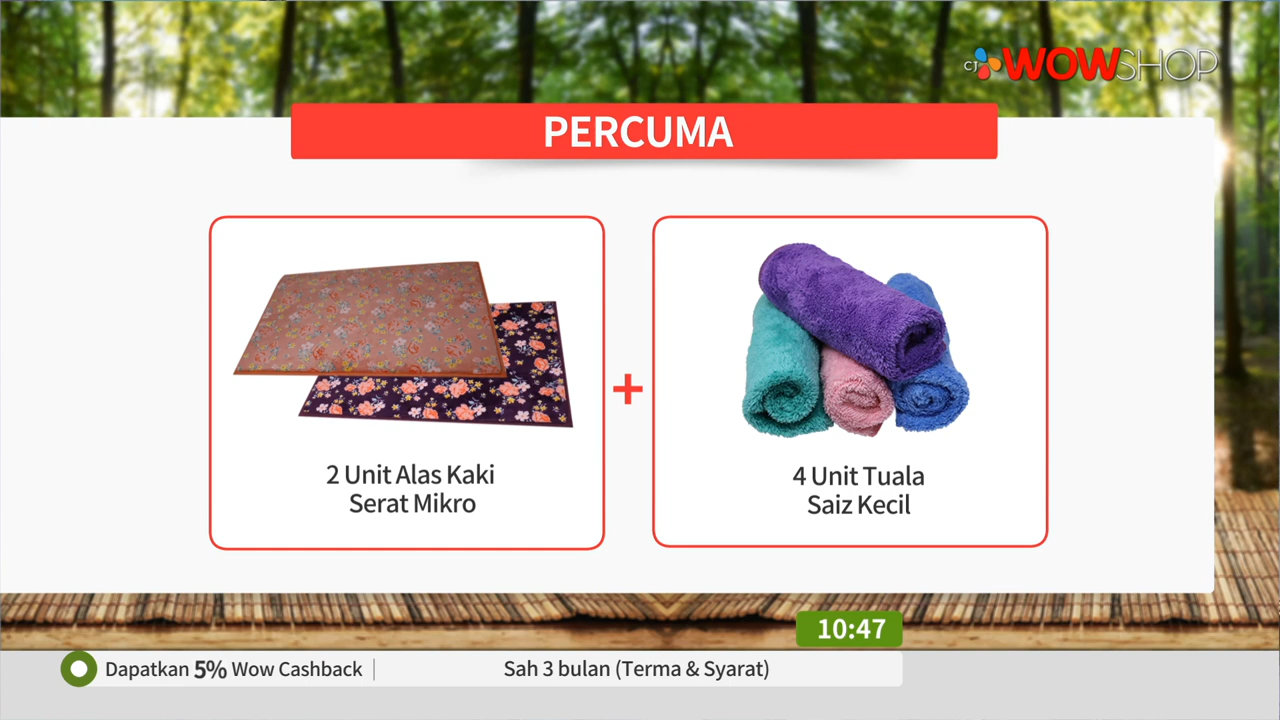 CJ WOWSHOP
PERCUMA
2 Unit Alas Kaki
Serat Mikro
+
4 Unit Tuala
Saiz Kecil
10:47
Dapatkan 5% Wow Cashback | Sah 3 bulan (Terma & Syarat)